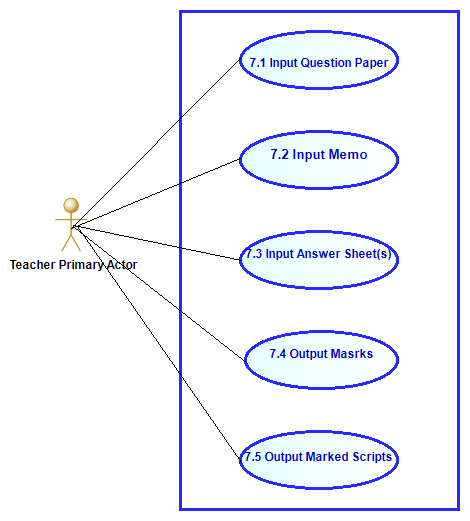 7.1 Input Question Paper
7.2 Input Memo
7.3 Input Answer Sheet(s)
Teacher Primary Actor
7.4 Output Masrks
7.5 Output Marked Scripts